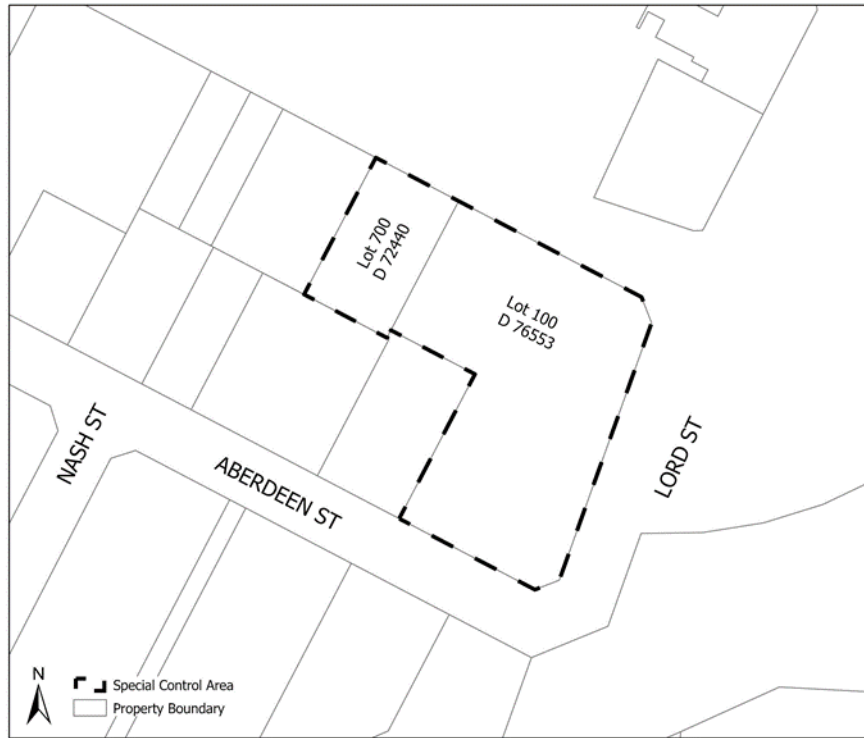 Lot 700
D 72440
Lot 100
D 76553
LORD ST
NASH ST
ABERDEEN ST
N
Special Control Area
Property Boundary